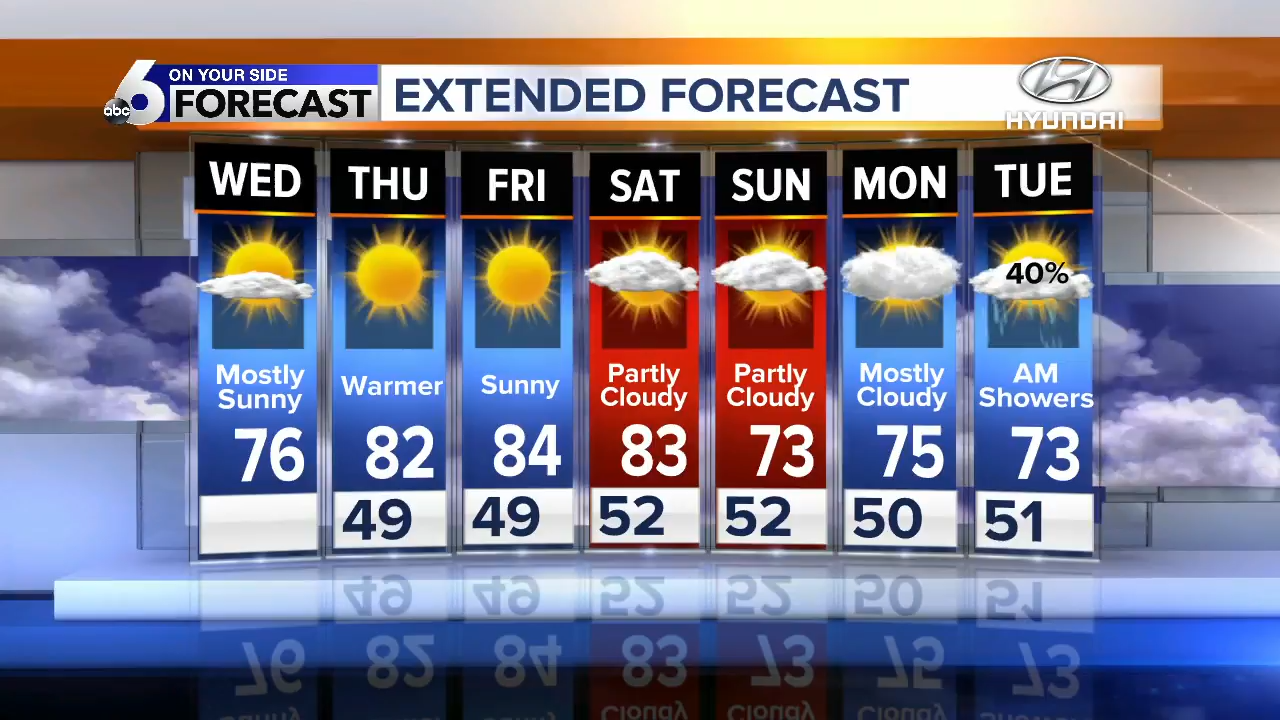 abc 6 ON YOUR SIDE
FORECAST
EXTENDED FORECAST
HYUNDAI
WED
Mostly
Sunny
76
THU
Warmer
82
49
FRI
Sunny
84
49
SAT
Partly
Cloudy
83
52
SUN
Partly
Cloudy
73
52
MON
Mostly
Cloudy
75
50
TUE
40%
AM
Showers
73
51